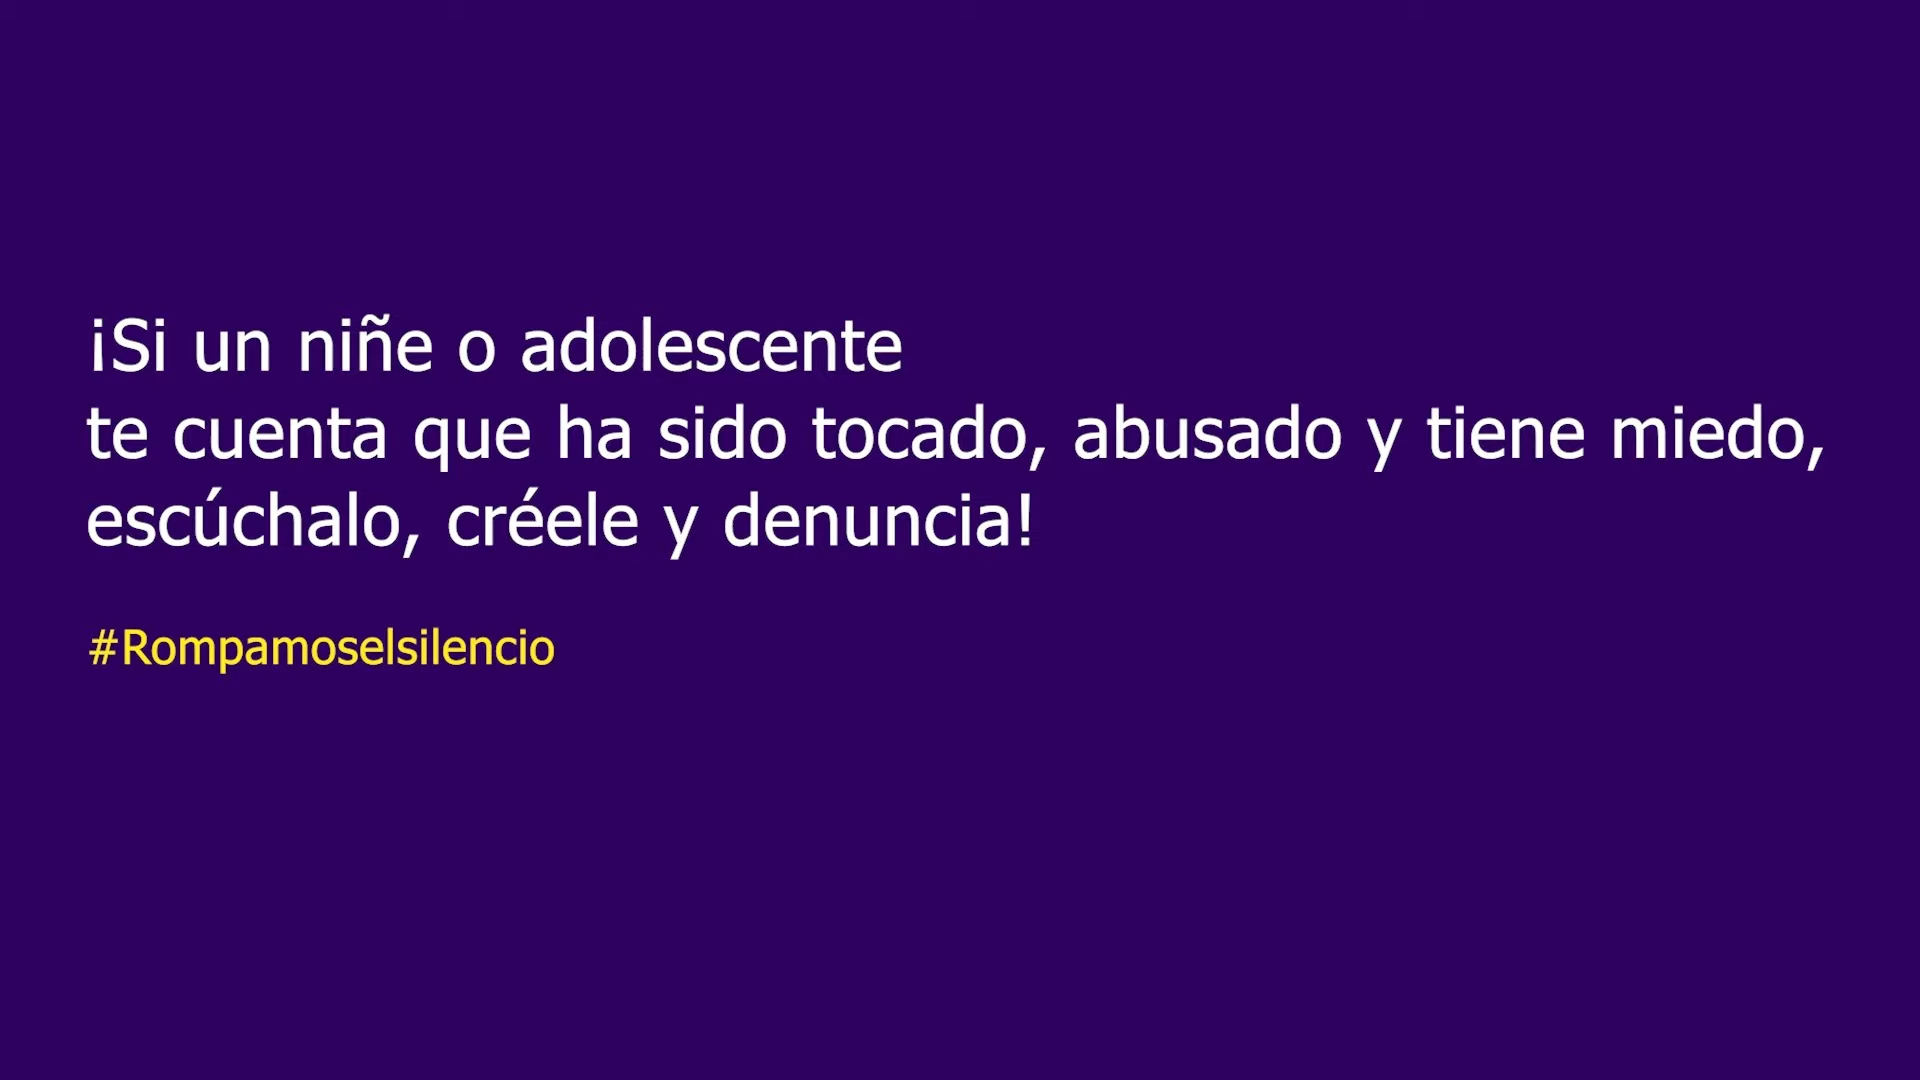 ¡Si un niñe o adolescente
te cuenta que ha sido tocado, abusado y tiene miedo,
escúchalo, créele y denuncia!
#Rompamoselsilencio